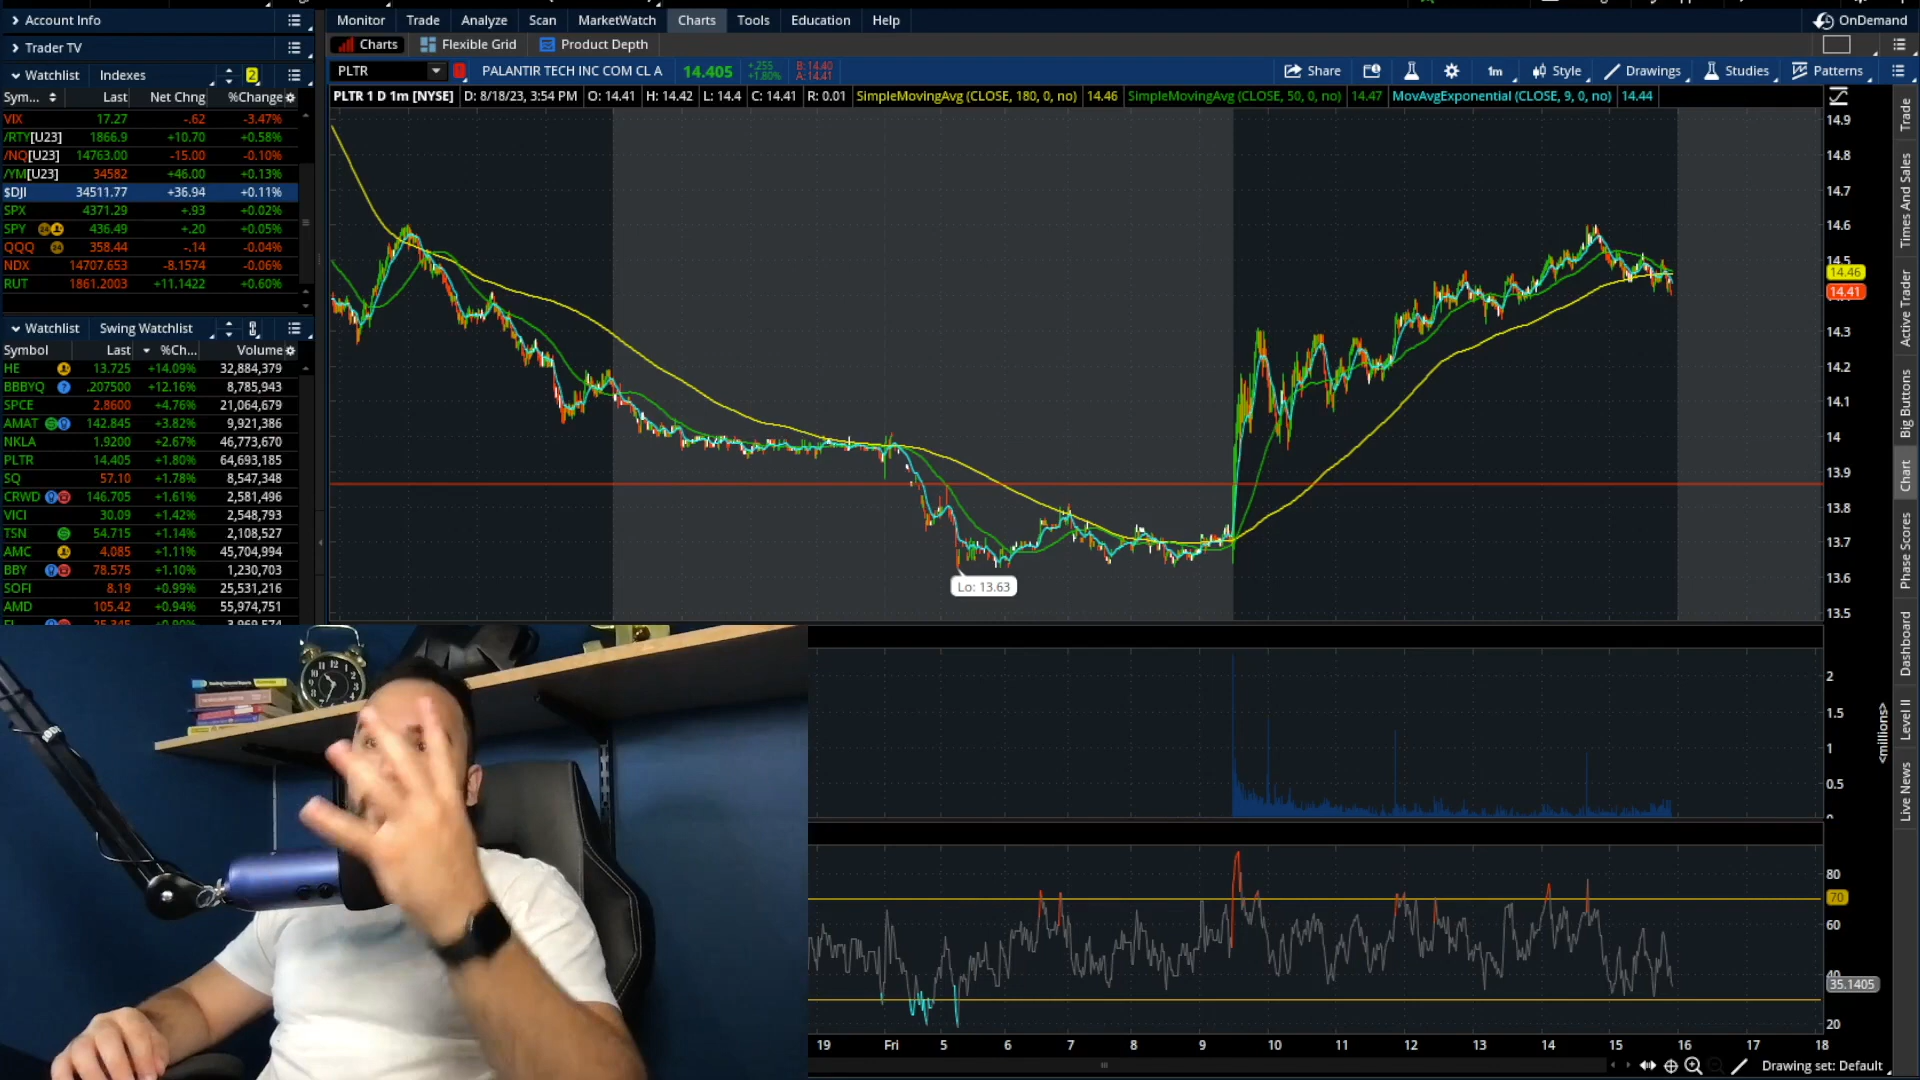 Account Info
Monitor Trade Analyze Scan MarketWatch Charts Tools Education Help OnDemand
Trader TV
Charts Flexible Grid Product Depth
Watchlist Indexes 2
PLTR PALANTIR TECH INC COM CL A 14.405 +.255 +1.80% B: 14.40 A: 14.41 Share 1m Style Drawings Studies Patterns
Sym... Last Net Chng %Change
PLTR 1 D 1m [NYSE] D: 8/18/23, 3:54 PM O: 14.41 H: 14.42 L: 14.4 C: 14.41 R: 0.01 SimpleMovingAvg (CLOSE, 180, 0, no) 14.46 SimpleMovingAvg (CLOSE, 50, 0, no) 14.47 MovAvgExponential (CLOSE, 9, 0, no) 14.44
VIX 17.27 -.62 -3.47%
/RTY[U23] 1866.9 +10.70 +0.58%
/NQ[U23] 14763.00 -15.00 -0.10%
/YM[U23] 34582 +46.00 +0.13%
$DJI 34511.77 +36.94 +0.11%
SPX 4371.29 +.93 +0.02%
SPY 436.49 +.20 +0.05%
QQQ 358.44 -.14 -0.04%
NDX 14707.653 -8.1574 -0.06%
RUT 1861.2003 +11.1422 +0.60%
Watchlist Swing Watchlist
Symbol Last %Ch... Volume
HE 13.725 +14.09% 32,884,379
BBBYQ .207500 +12.16% 8,785,943
SPCE 2.8600 +4.76% 21,064,679
AMAT 142.845 +3.82% 9,921,386
NKLA 1.9200 +2.67% 46,773,670
PLTR 14.405 +1.80% 64,693,185
SQ 57.10 +1.78% 8,547,348
CRWD 146.705 +1.61% 2,581,496
VICI 30.09 +1.42% 2,548,793
TSN 54.715 +1.14% 2,108,527
AMC 4.085 +1.11% 45,704,994
BBY 78.575 +1.10% 1,230,703
SOFI 8.19 +0.99% 25,531,216
AMD 105.42 +0.94% 55,974,751
14.9
14.8
14.7
14.6
14.5
14.46
14.41
14.3
14.2
14.1
14
13.9
13.8
13.7
13.6
13.5
Lo: 13.63
2
1.5
1
0.5
0
<millions>
80
70
60
40
35.1405
20
19 Fri 5 6 7 8 9 10 11 12 13 14 15 16 17 18
Drawing set: Default
Trade
Times And Sales
Active Trader
Big Buttons
Chart
Phase Scores
Dashboard
Level II
Live News